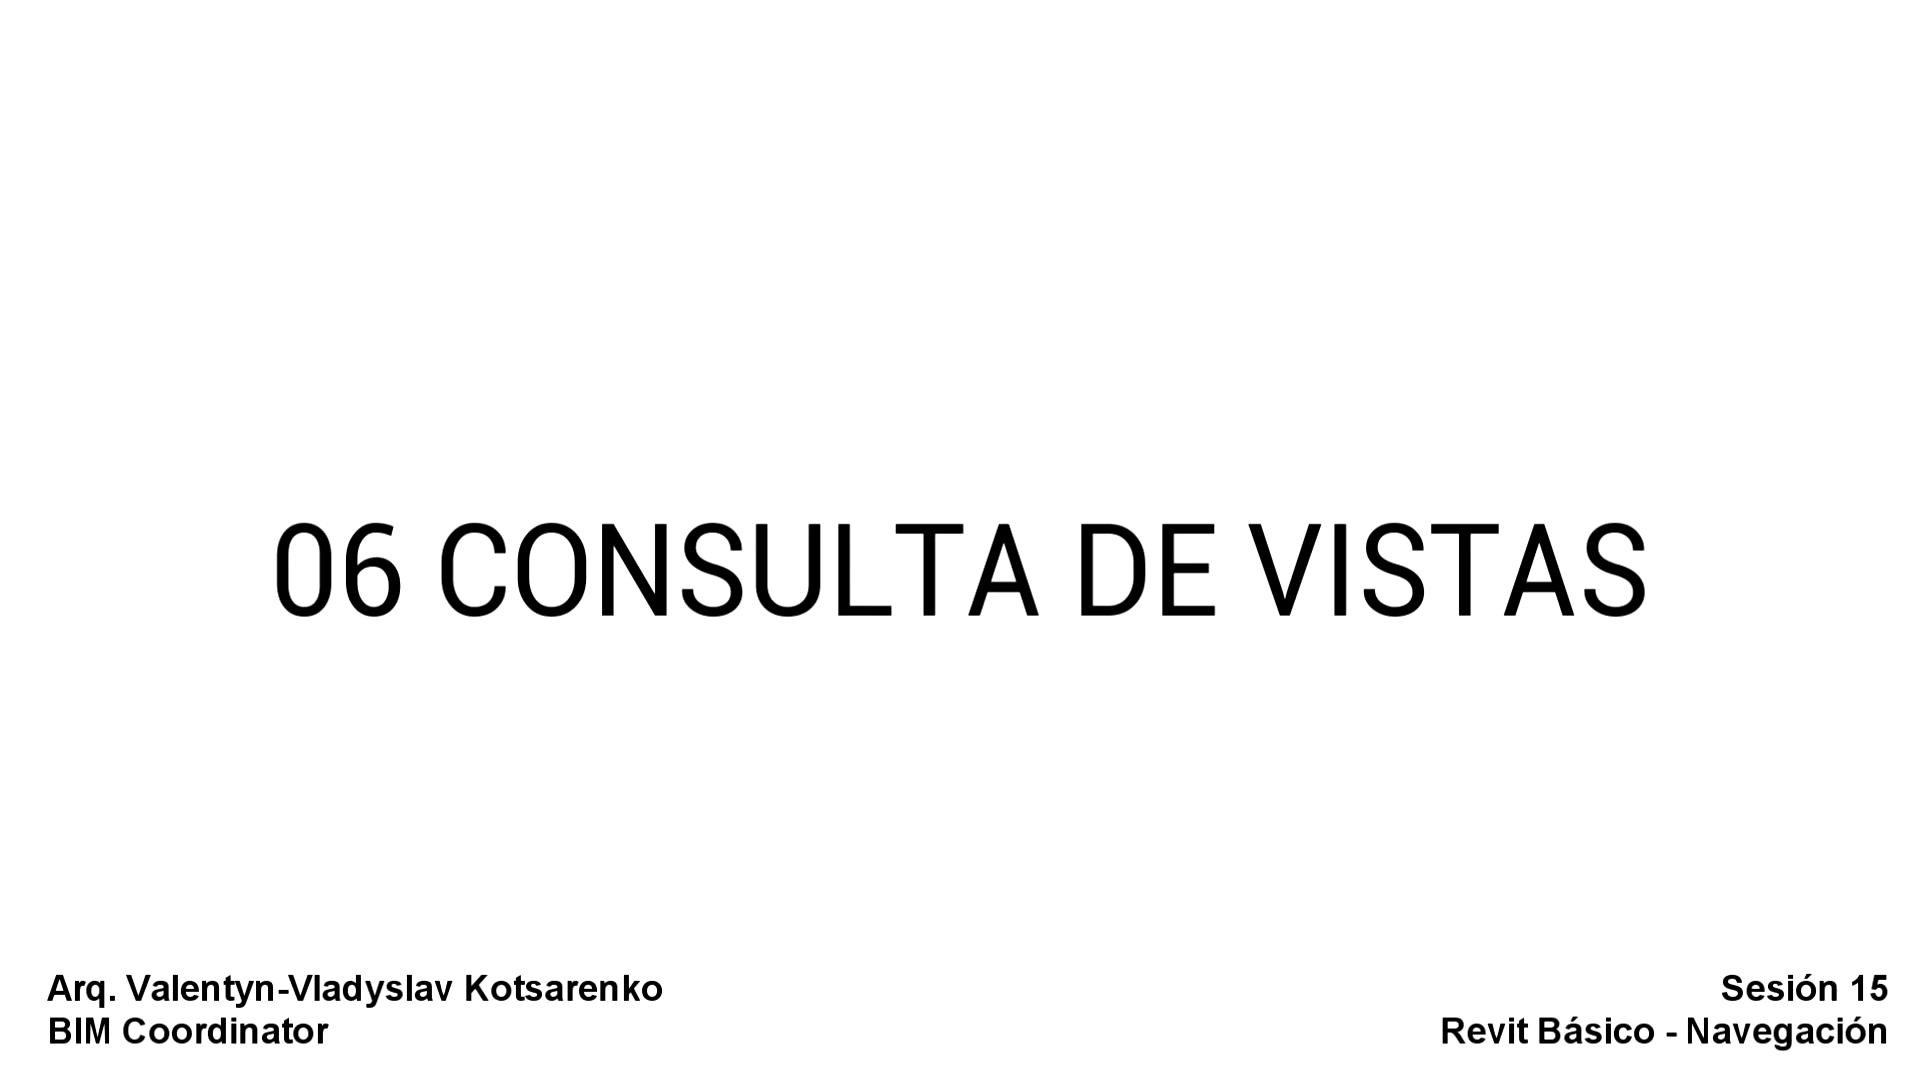 06 CONSULTA DE VISTAS
Arq. Valentyn-Vladyslav Kotsarenko
BIM Coordinator
Sesión 15
Revit Básico - Navegación